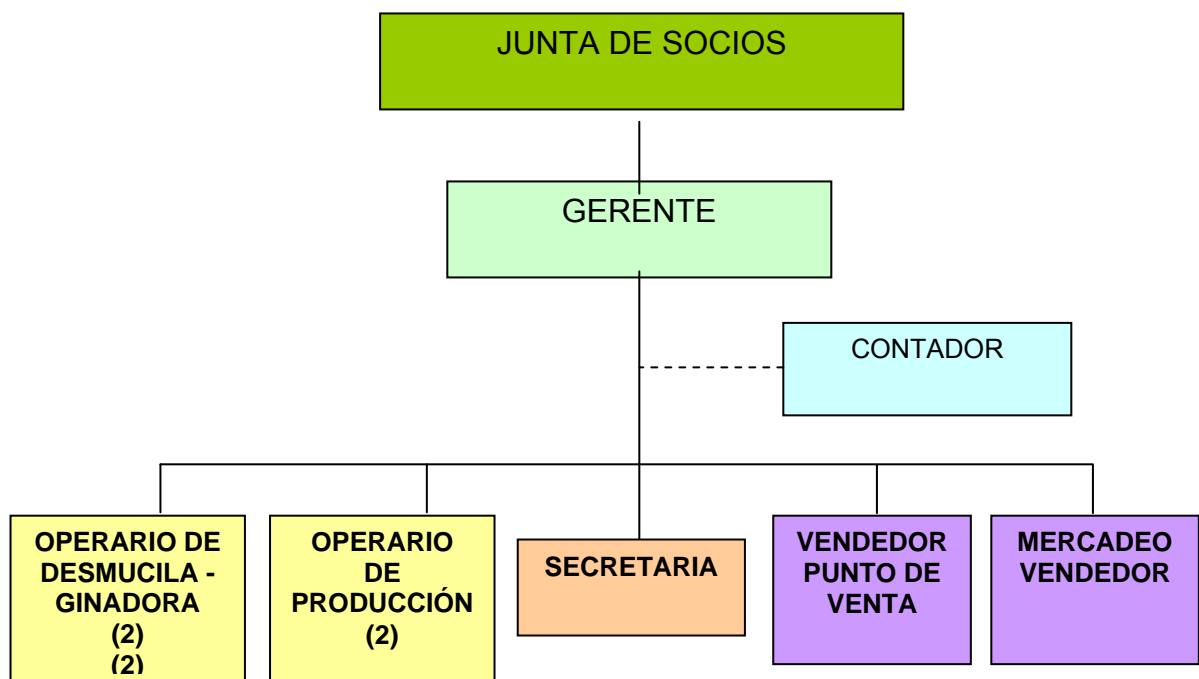 JUNTA DE SOCIOS
GERENTE
CONTADOR
OPERARIO DE
DESMUCILA -
GINADORA
(2)
(2)
OPERARIO
DE
PRODUCCIÓN
(2)
SECRETARIA
VENDEDOR
PUNTO DE
VENTA
MERCADEO
VENDEDOR